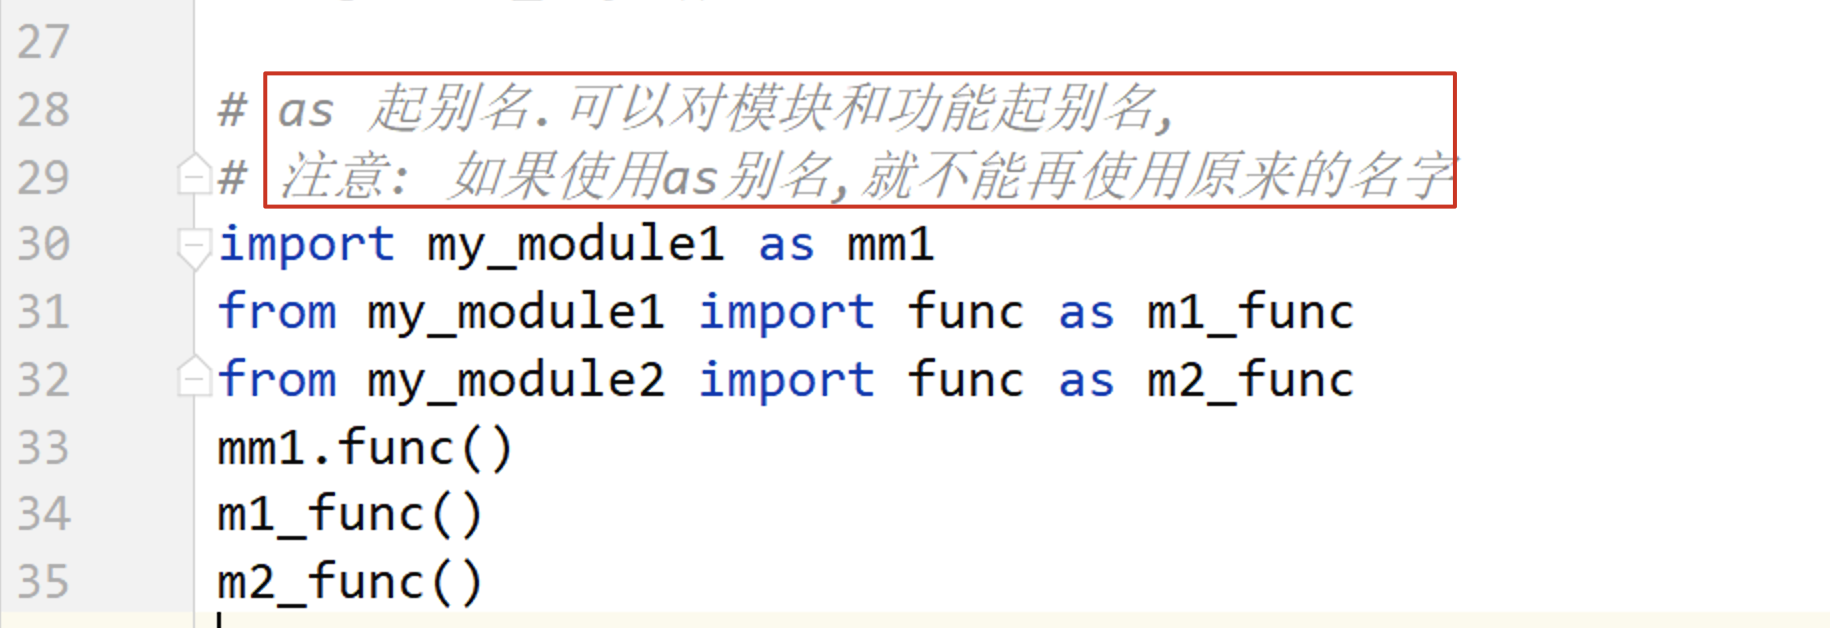 27
28 # as 起别名.可以对模块和功能起别名,
29 # 注意: 如果使用as别名,就不能再使用原来的名字
30 import my_module1 as mm1
31 from my_module1 import func as m1_func
32 from my_module2 import func as m2_func
33 mm1.func()
34 m1_func()
35 m2_func()